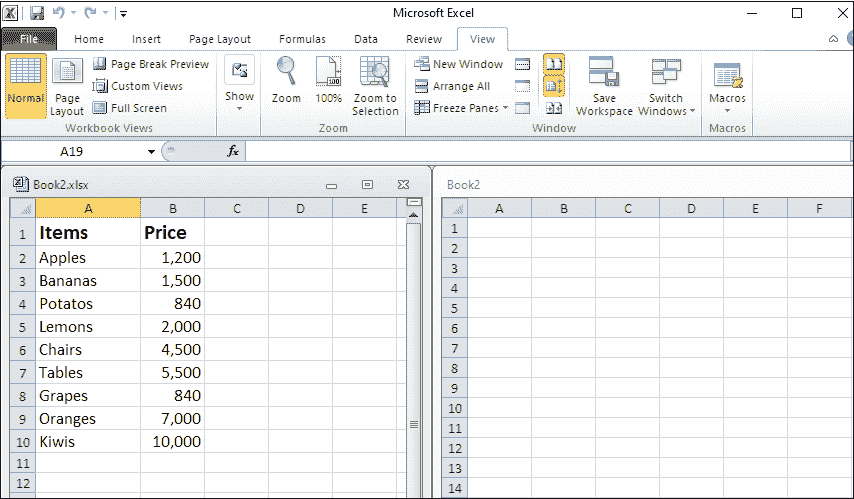 Microsoft Excel
File Home Insert Page Layout Formulas Data Review View
Normal
Page Layout
Page Break Preview
Custom Views
Full Screen
Workbook Views
Show
Zoom
100%
Zoom to Selection
Zoom
New Window
Arrange All
Freeze Panes
Save Workspace
Switch Windows
Window
Macros
Macros
A19 fx
Book2.xlsx
A B C D E
1 Items Price
2 Apples 1,200
3 Bananas 1,500
4 Potatos 840
5 Lemons 2,000
6 Chairs 4,500
7 Tables 5,500
8 Grapes 840
9 Oranges 7,000
10 Kiwis 10,000
11
12
Book2
A B C D E F
1
2
3
4
5
6
7
8
9
10
11
12
13
14